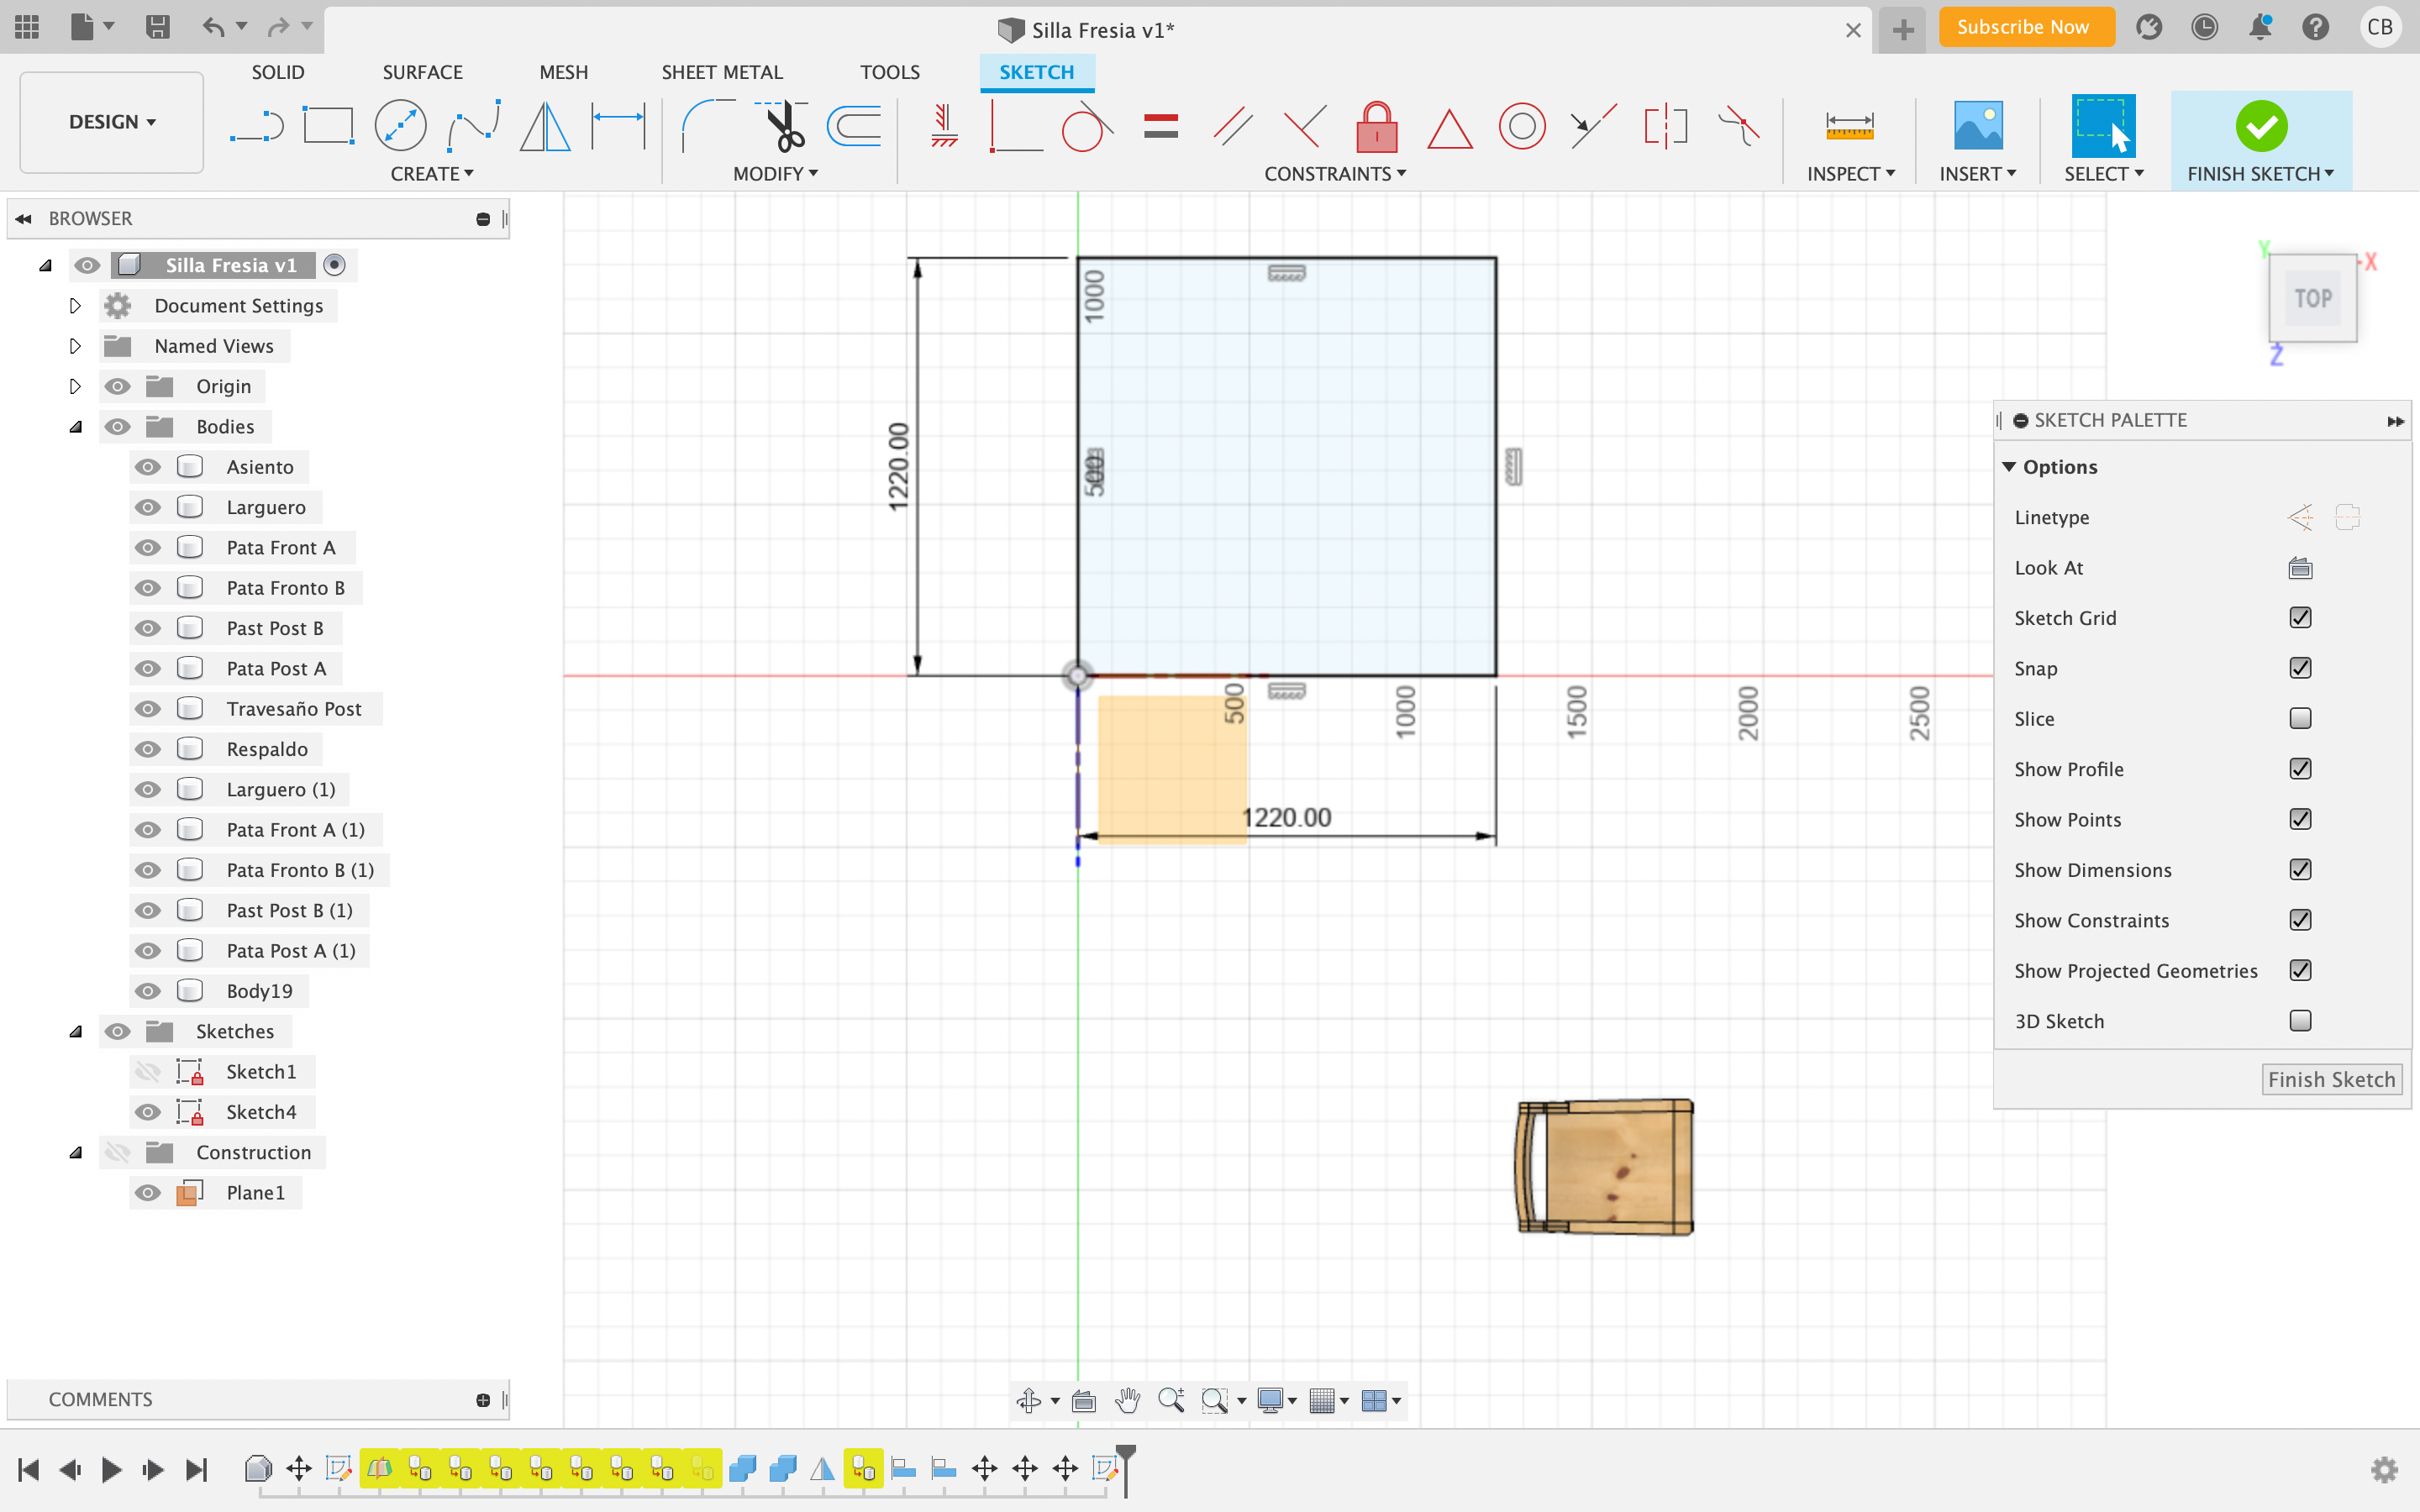 Silla Fresia v1*
Subscribe Now
CB
DESIGN
SOLID
SURFACE
MESH
SHEET METAL
TOOLS
SKETCH
CREATE
MODIFY
CONSTRAINTS
INSPECT
INSERT
SELECT
FINISH SKETCH
BROWSER
Silla Fresia v1
Document Settings
Named Views
Origin
Bodies
Asiento
Larguero
Pata Front A
Pata Fronto B
Past Post B
Pata Post A
Travesaño Post
Respaldo
Larguero (1)
Pata Front A (1)
Pata Fronto B (1)
Past Post B (1)
Pata Post A (1)
Body19
Sketches
Sketch1
Sketch4
Construction
Plane1
COMMENTS
1000
500
1220.00
500
1000
1500
2000
2500
1220.00
Y
X
TOP
Z
SKETCH PALETTE
Options
Linetype
Look At
Sketch Grid
Snap
Slice
Show Profile
Show Points
Show Dimensions
Show Constraints
Show Projected Geometries
3D Sketch
Finish Sketch